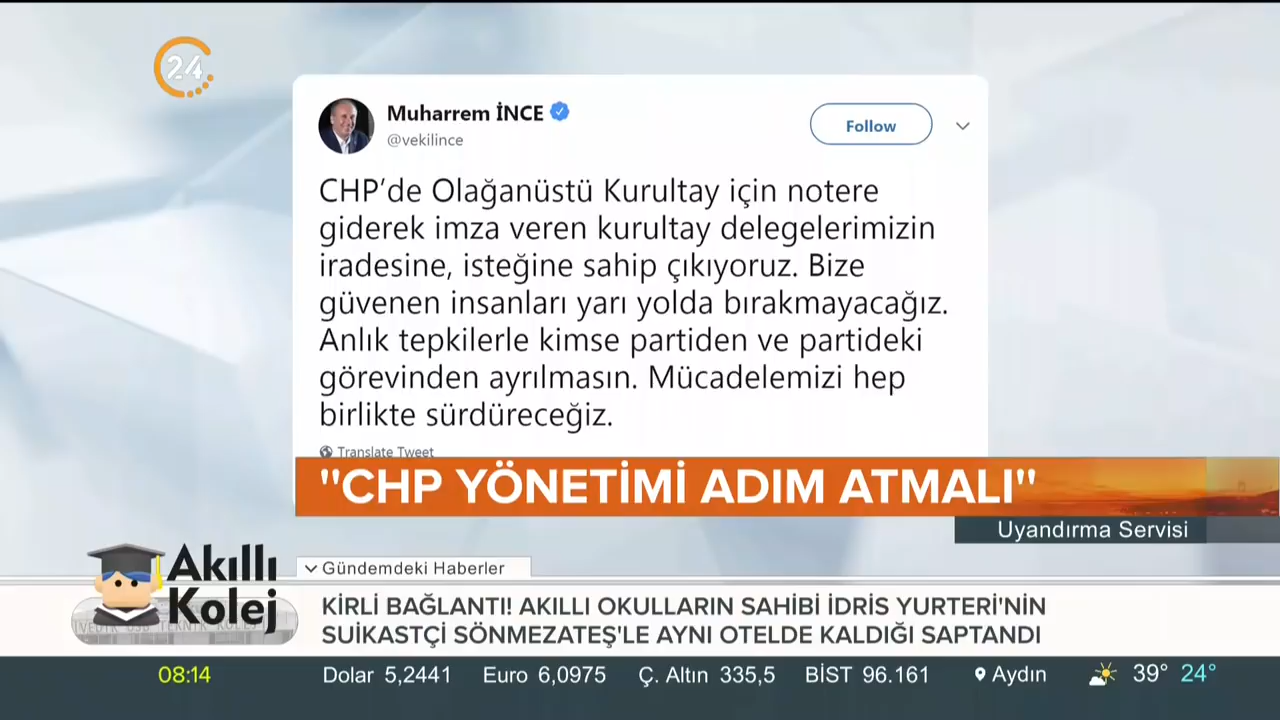 24
Muharrem İNCE
@vekilince
Follow
CHP'de Olağanüstü Kurultay için notere
giderek imza veren kurultay delegelerimizin
iradesine, isteğine sahip çıkıyoruz. Bize
güvenen insanları yarı yolda bırakmayacağız.
Anlık tepkilerle kimse partiden ve partideki
görevinden ayrılmasın. Mücadelemizi hep
birlikte sürdüreceğiz.
Translate Tweet
"CHP YÖNETİMİ ADIM ATMALI"
Uyandırma Servisi
Akıllı
Kolej
Gündemdeki Haberler
KİRLİ BAĞLANTI! AKILLI OKULLARIN SAHİBİ İDRİS YURTERİ'NİN
SUİKASTÇİ SÖNMEZATEŞ'LE AYNI OTELDE KALDIĞI SAPTANDI
08:14 Dolar 5,2441 Euro 6,0975 Ç. Altın 335,5 BİST 96.161 Aydın 39° 24°